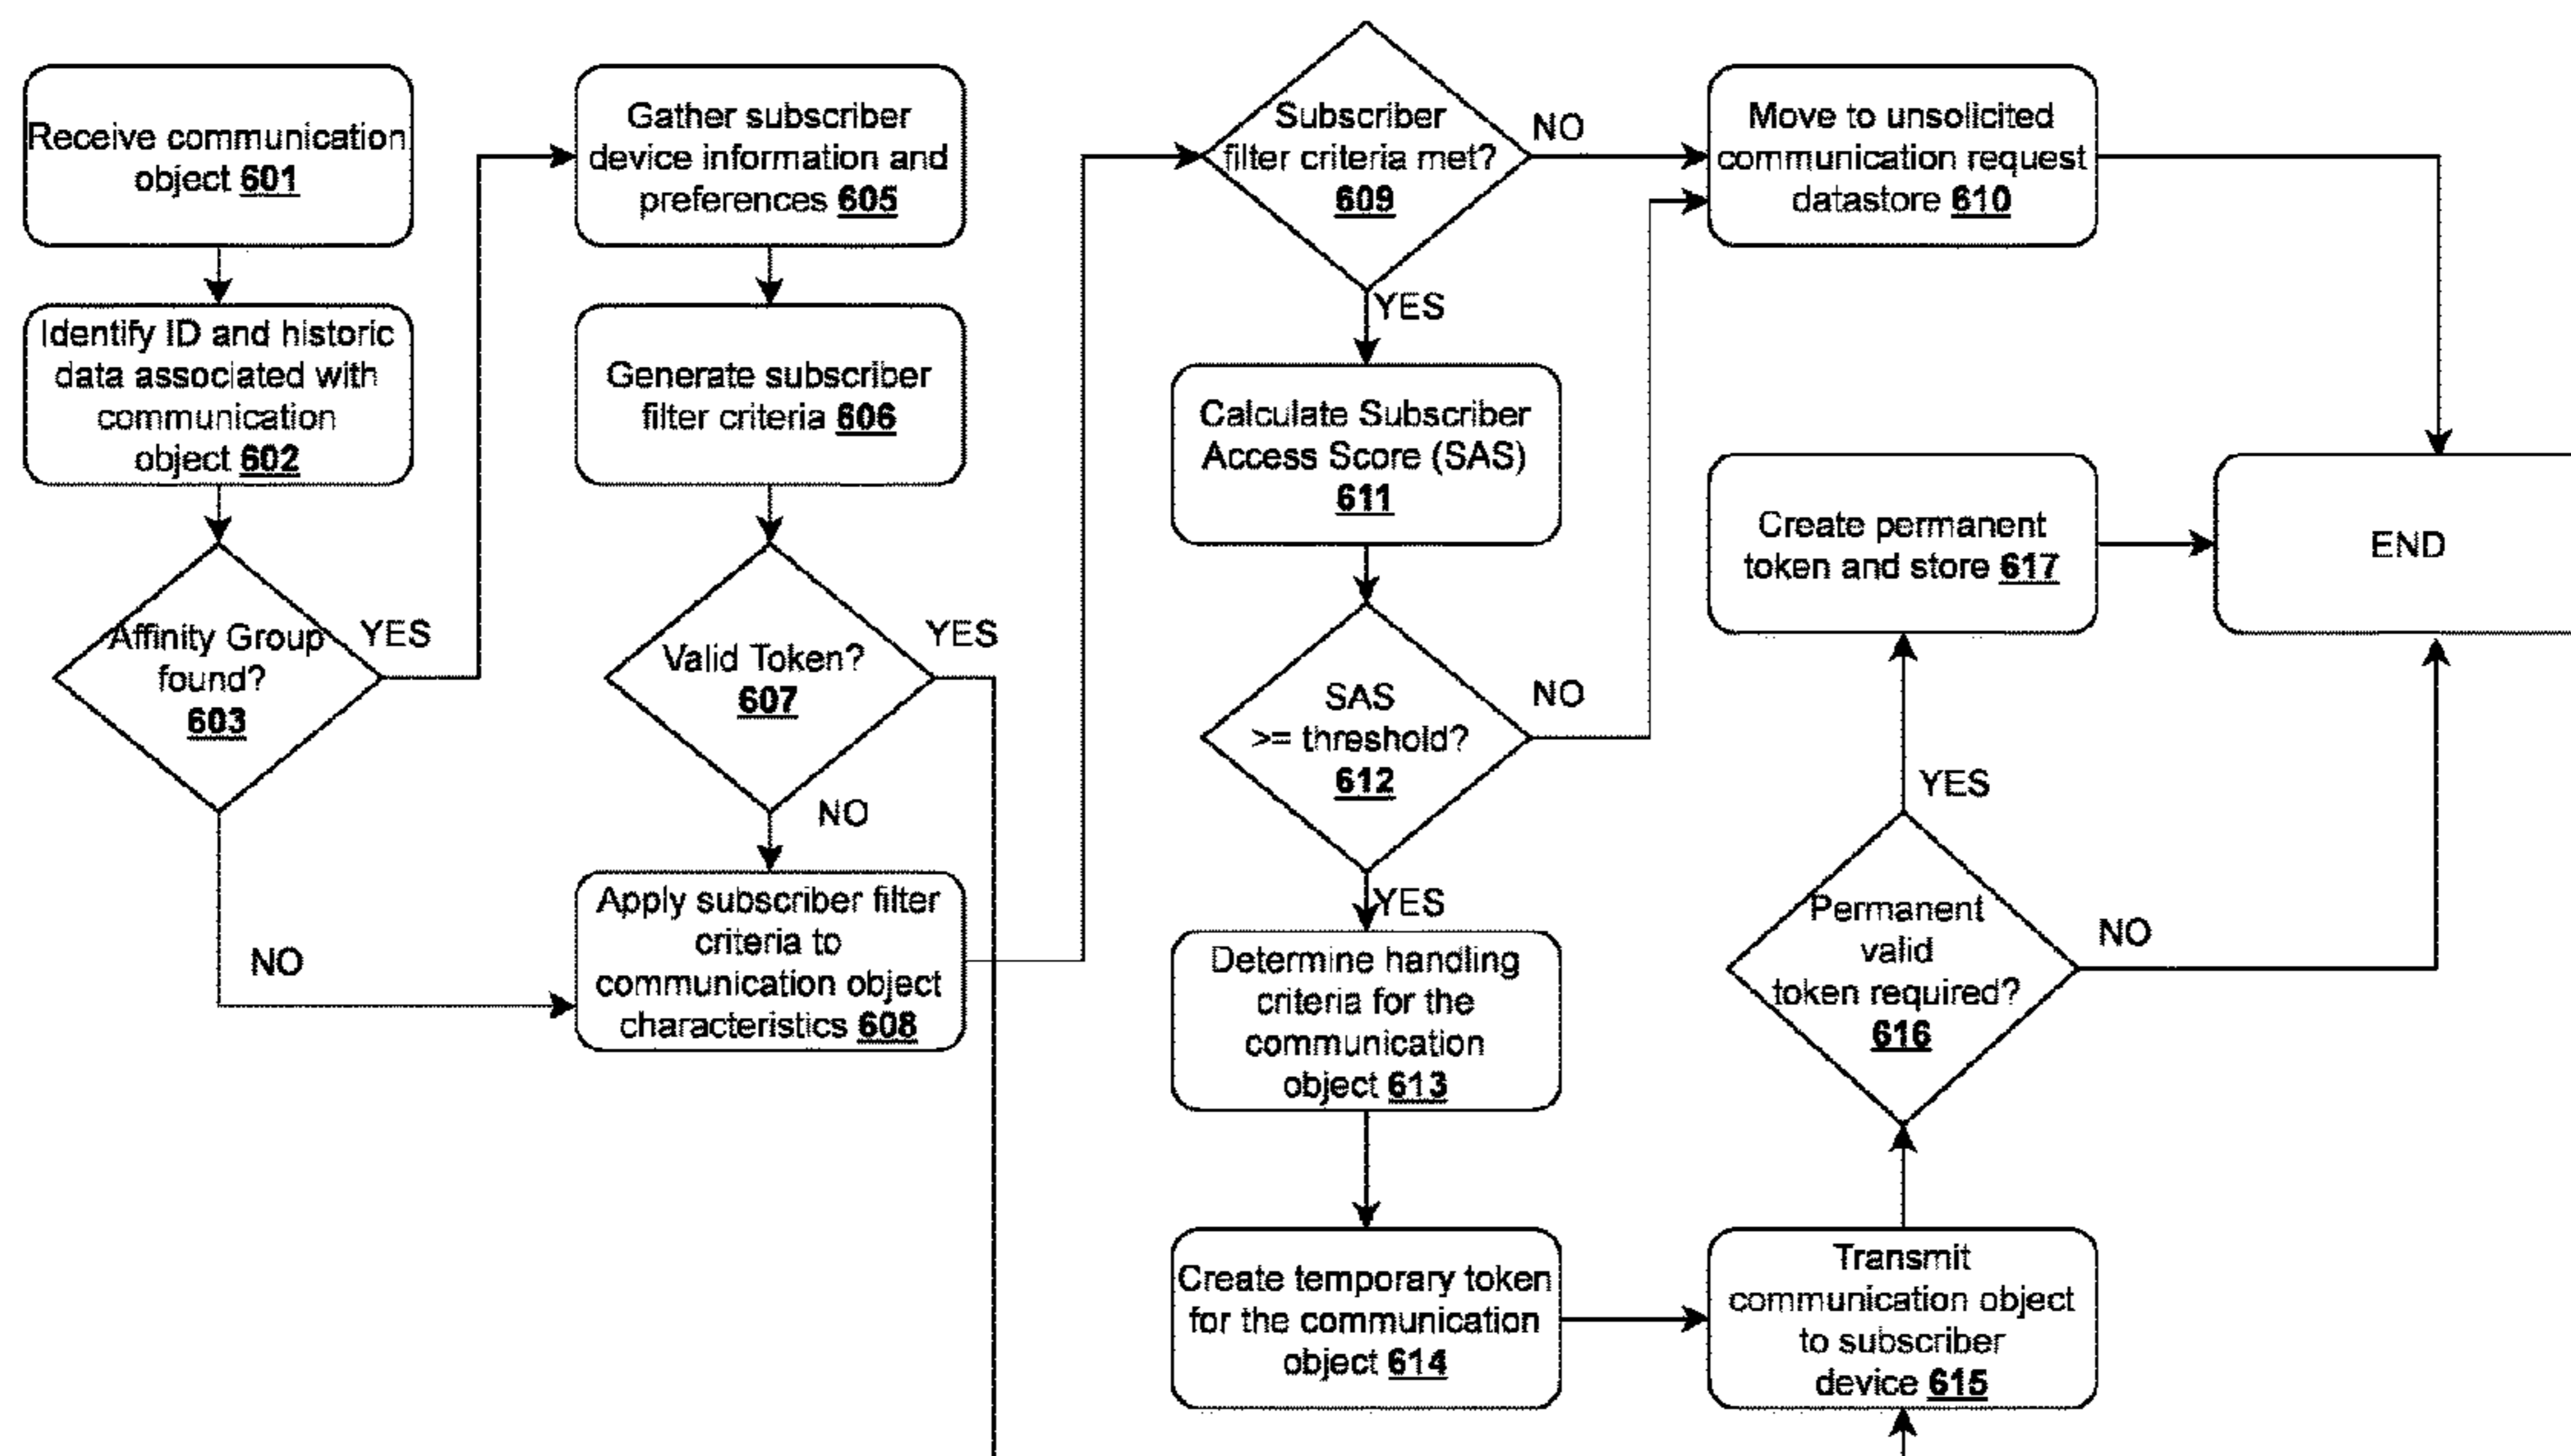 Receive communication
object 601
Identify ID and historic
data associated with
communication
object 602
Affinity Group
found?
603
YES
NO
Gather subscriber
device information and
preferences 605
Generate subscriber
filter criteria 606
Valid Token?
607
YES
NO
Apply subscriber filter
criteria to
communication object
characteristics 608
Subscriber
filter criteria met?
609
NO
YES
Move to unsolicited
communication request
datastore 610
Calculate Subscriber
Access Score (SAS)
611
SAS
>= threshold?
612
NO
YES
Determine handling
criteria for the
communication
object 613
Create temporary token
for the communication
object 614
Transmit
communication object
to subscriber
device 615
Permanent
valid
token required?
616
YES
NO
Create permanent
token and store 617
END